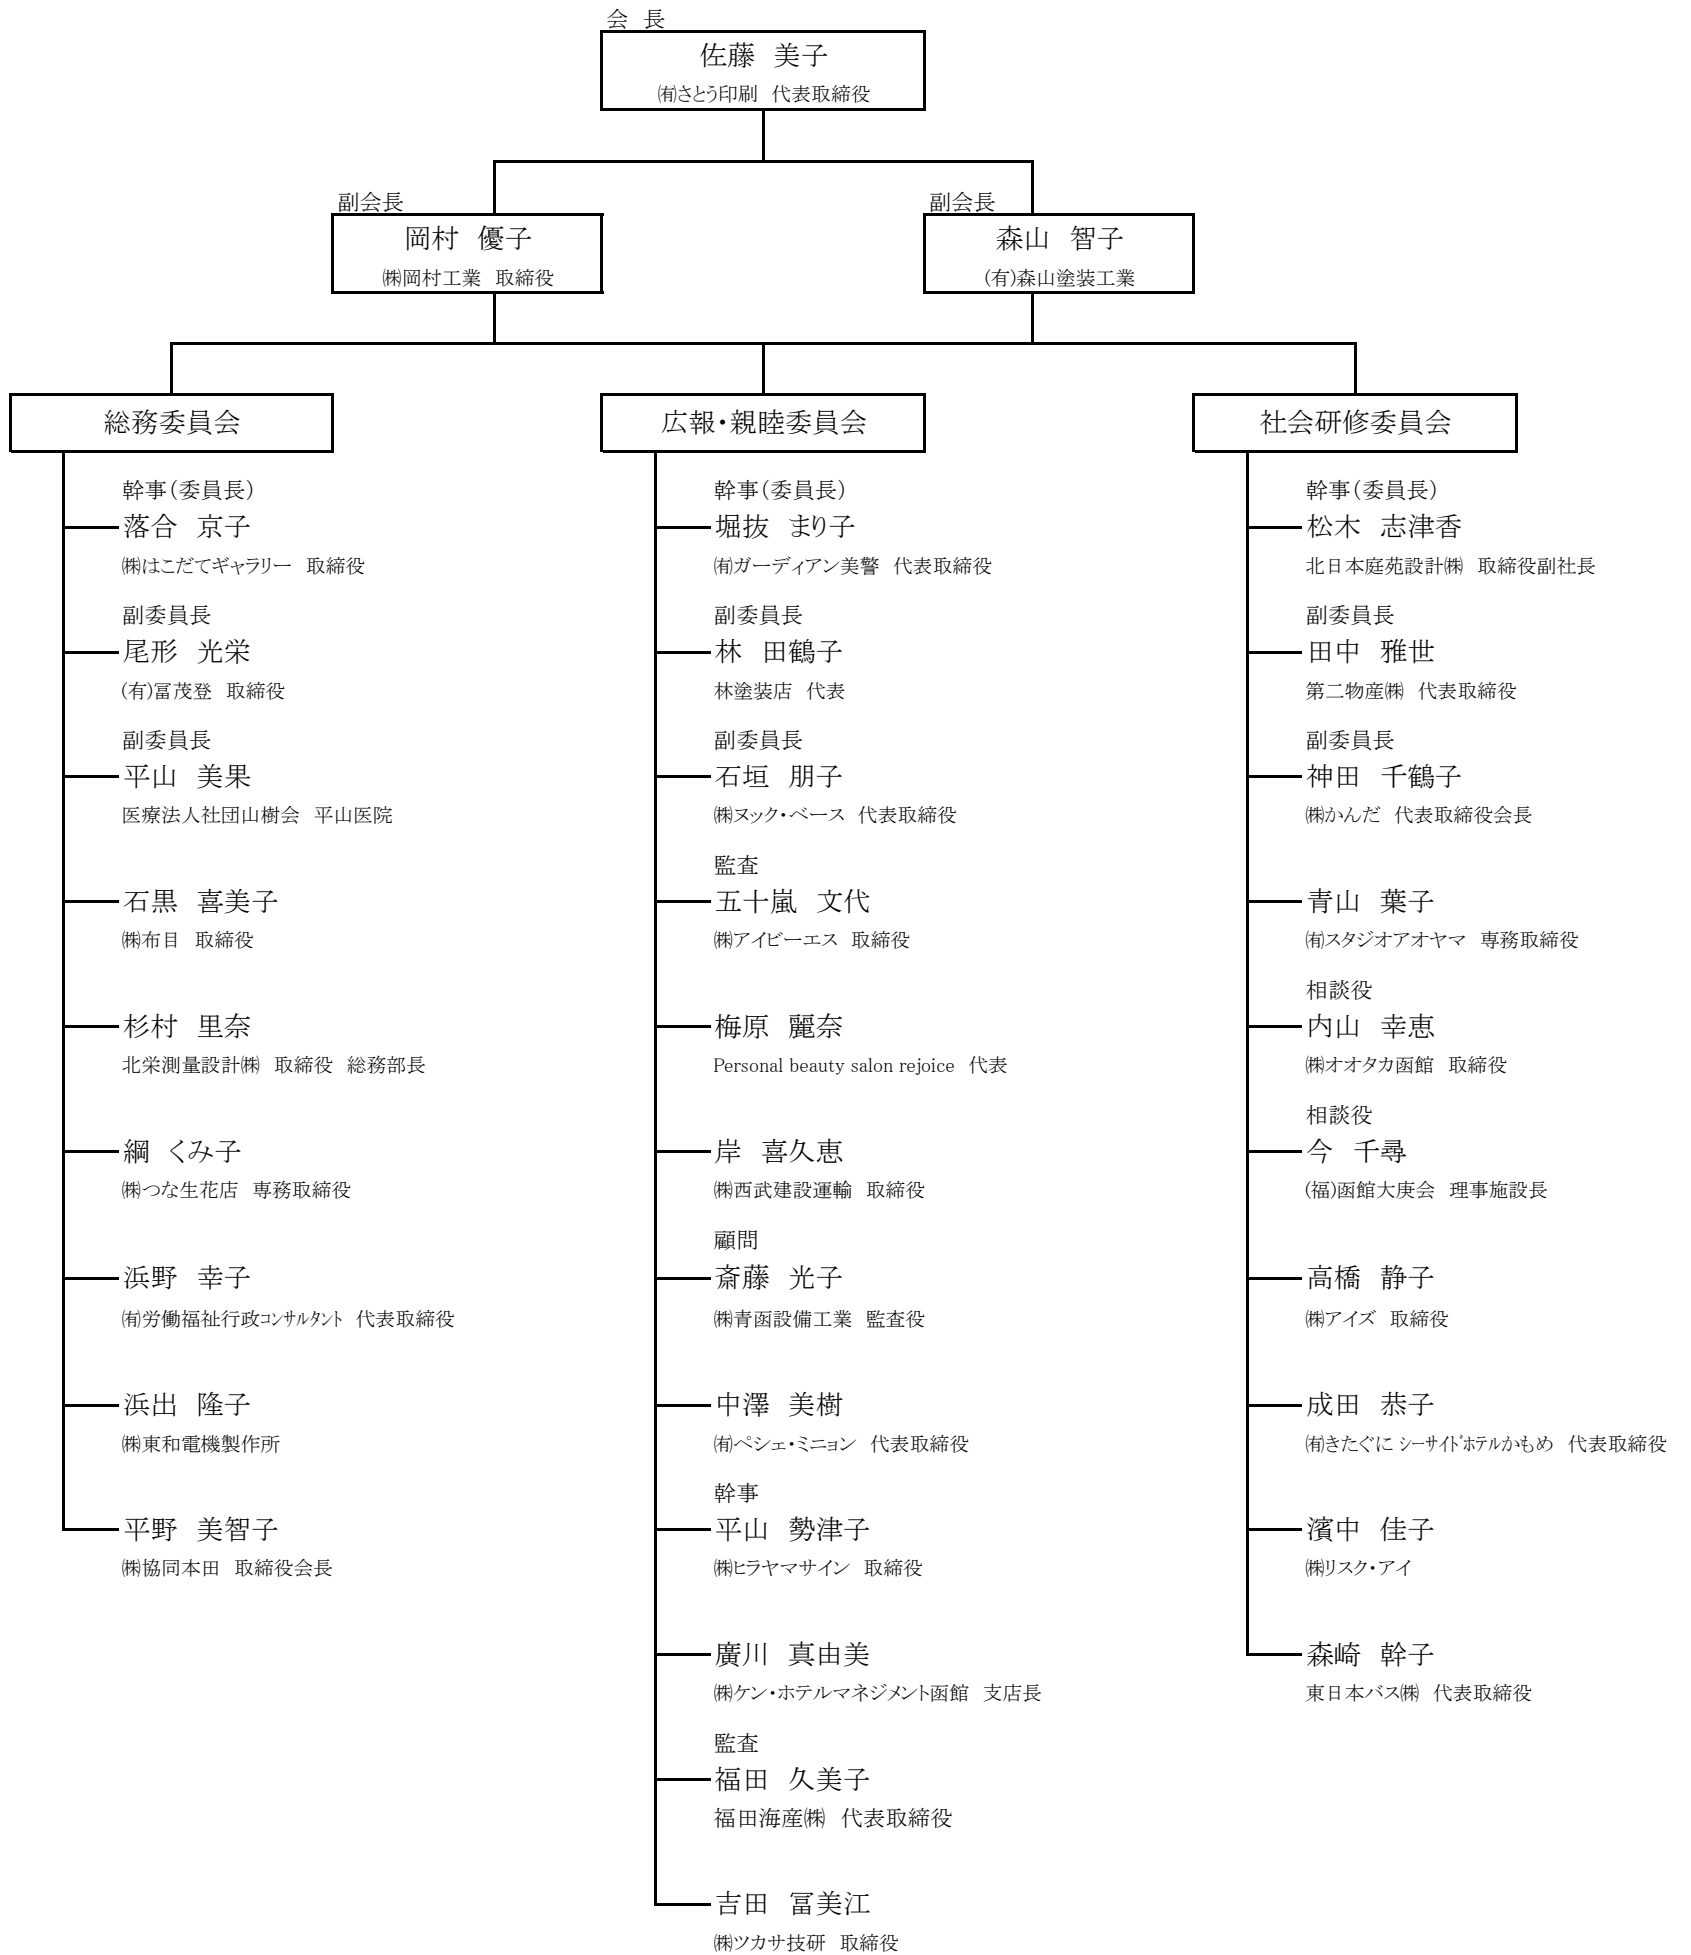 会　長
佐藤　美子
㈲さとう印刷　代表取締役
副会長
岡村　優子
㈱岡村工業　取締役
副会長
森山　智子
(有)森山塗装工業
総務委員会
幹事（委員長）
落合　京子
㈱はこだてギャラリー　取締役
副委員長
尾形　光栄
(有)冨茂登　取締役
副委員長
平山　美果
医療法人社団山樹会　平山医院
石黒　喜美子
㈱布目　取締役
杉村　里奈
北栄測量設計㈱　取締役　総務部長
綱　くみ子
㈱つな生花店　専務取締役
浜野　幸子
㈲労働福祉行政ｺﾝｻﾙﾀﾝﾄ　代表取締役
浜出　隆子
㈱東和電機製作所
平野　美智子
㈱協同本田　取締役会長
広報・親睦委員会
幹事（委員長）
堀抜　まり子
㈲ガーディアン美警　代表取締役
副委員長
林　田鶴子
林塗装店　代表
副委員長
石垣　朋子
㈱ヌック・ベース　代表取締役
監査
五十嵐　文代
㈱アイビーエス　取締役
梅原　麗奈
Personal beauty salon rejoice　代表
岸　喜久恵
㈱西武建設運輸　取締役
顧問
斎藤　光子
㈱青函設備工業　監査役
中澤　美樹
㈲ペシェ・ミニョン　代表取締役
幹事
平山　勢津子
㈱ヒラヤマサイン　取締役
廣川　真由美
㈱ケン・ホテルマネジメント函館　支店長
監査
福田　久美子
福田海産㈱　代表取締役
吉田　冨美江
㈱ツカサ技研　取締役
社会研修委員会
幹事（委員長）
松木　志津香
北日本庭苑設計㈱　取締役副社長
副委員長
田中　雅世
第二物産㈱　代表取締役
副委員長
神田　千鶴子
㈱かんだ　代表取締役会長
青山　葉子
㈲スタジオアオヤマ　専務取締役
相談役
内山　幸恵
㈱オオタカ函館　取締役
相談役
今　千尋
(福)函館大庚会　理事施設長
高橋　静子
㈱アイズ　取締役
成田　恭子
㈲きたぐに ｼｰｻｲﾄﾞﾎﾃﾙかもめ　代表取締役
濱中　佳子
㈱リスク・アイ
森崎　幹子
東日本バス㈱　代表取締役